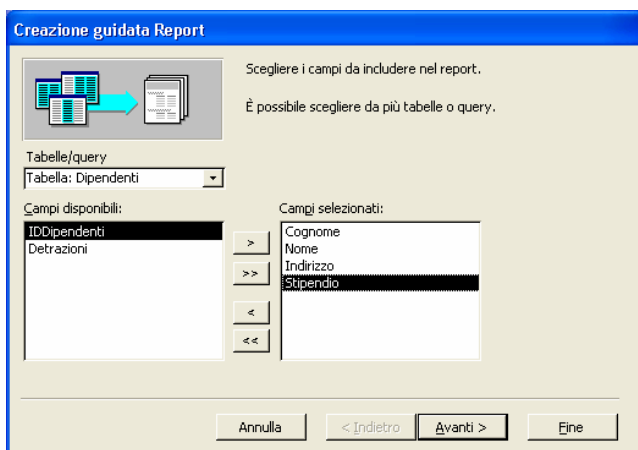 Creazione guidata Report
Scegliere i campi da includere nel report.
È possibile scegliere da più tabelle o query.
Tabelle/query
Tabella: Dipendenti
Campi disponibili:
IDDipendenti
Detrazioni
>
>>
<
<<
Campi selezionati:
Cognome
Nome
Indirizzo
Stipendio
Annulla
< Indietro
Avanti >
Fine